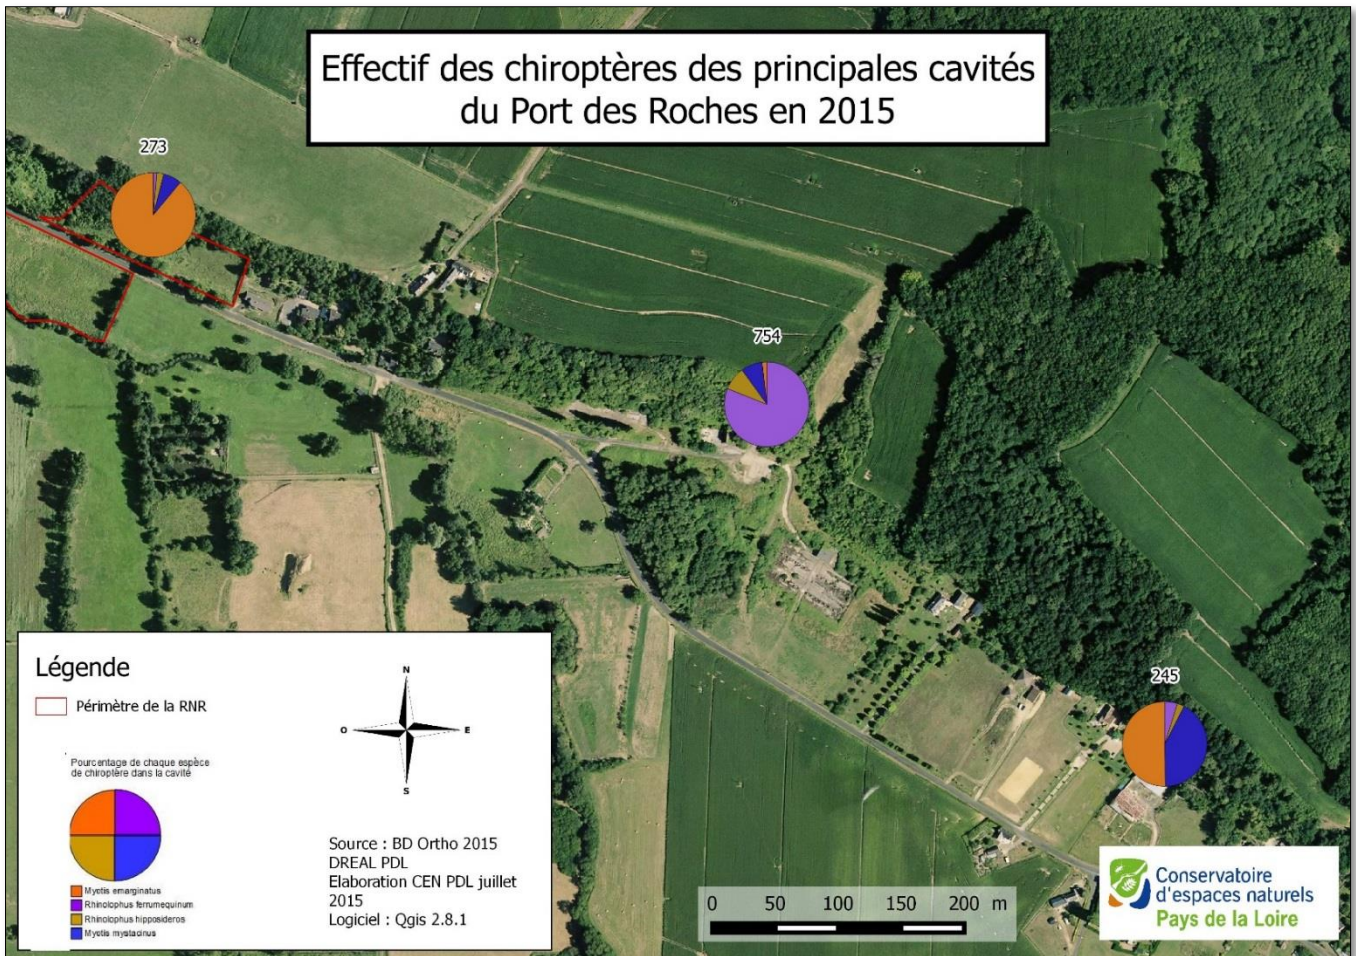 Effectif des chiroptères des principales cavités
du Port des Roches en 2015
273
754
245
Légende
Périmètre de la RNR
Pourcentage de chaque espèce
de chiroptère dans la cavité
Myotis emarginatus
Rhinolophus ferrumequinum
Rhinolophus hipposideros
Myotis mystacinus
N
O
E
S
Source : BD Ortho 2015
DREAL PDL
Elaboration CEN PDL juillet
2015
Logiciel : Qgis 2.8.1
0 50 100 150 200 m
Conservatoire
d'espaces naturels
Pays de la Loire